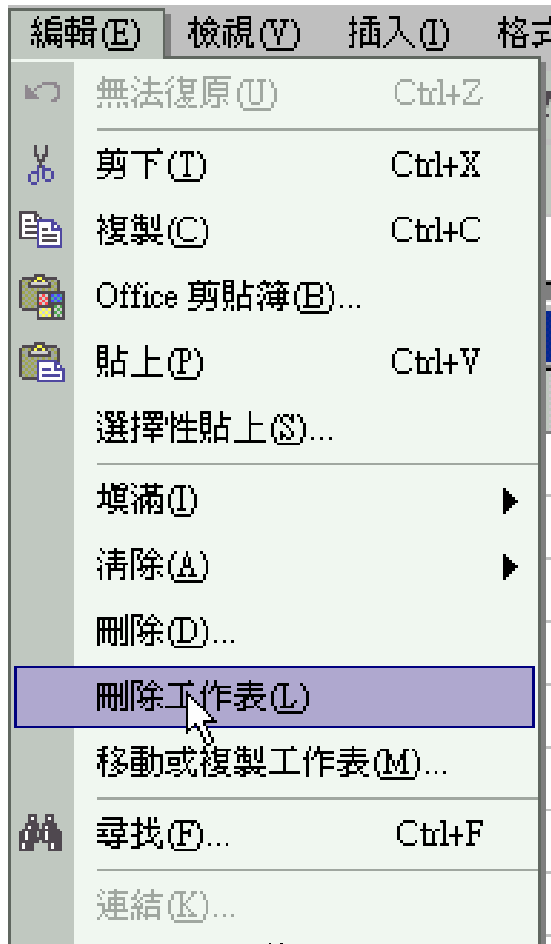 編輯(E) 檢視(V) 插入(I) 格式
無法復原(U) Ctrl+Z
剪下(T) Ctrl+X
複製(C) Ctrl+C
Office 剪貼簿(B)...
貼上(P) Ctrl+V
選擇性貼上(S)...
填滿(I)
清除(A)
刪除(D)...
刪除工作表(L)
移動或複製工作表(M)...
尋找(F)... Ctrl+F
連結(K)...